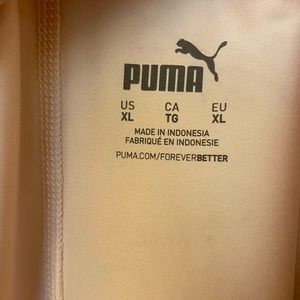 PUMA
US CA EU
XL TG XL
MADE IN INDONESIA
FABRIQUÉ EN INDONESIE
PUMA.COM/FOREVERBETTER